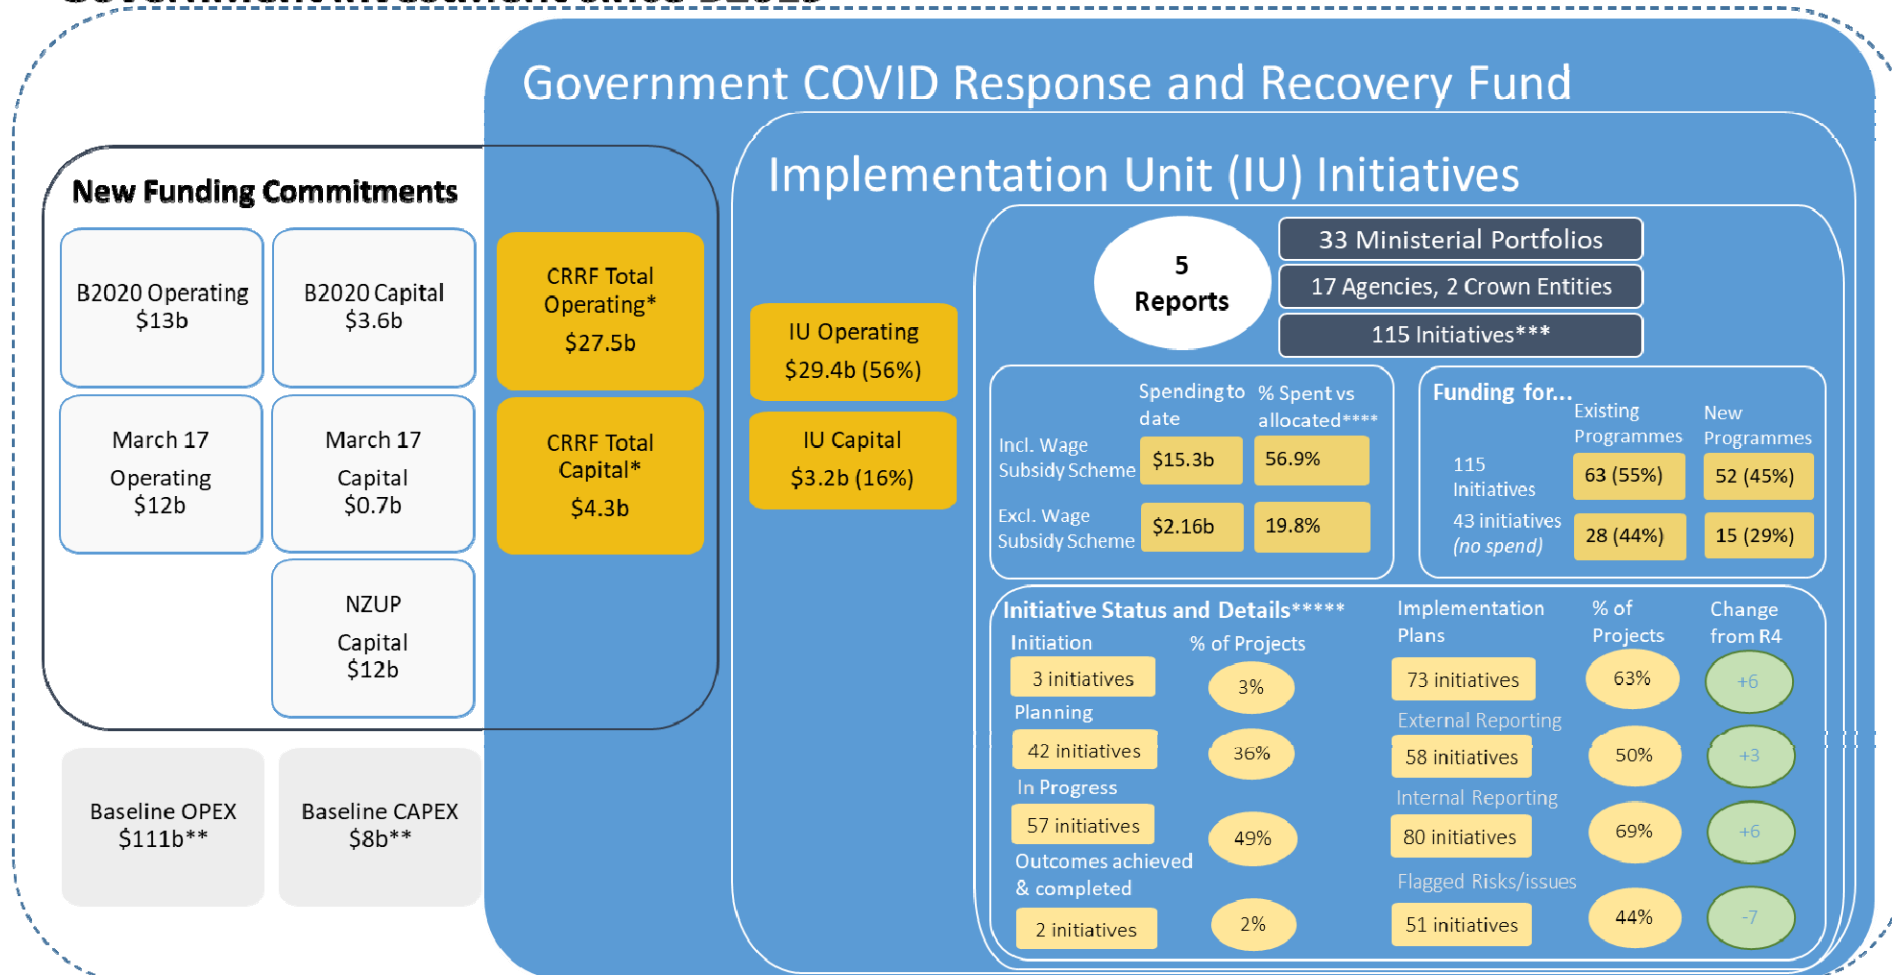 Government COVID Response and Recovery Fund
Implementation Unit (IU) Initiatives
New Funding Commitments
B2020 Operating
$13b
B2020 Capital
$3.6b
CRRF Total
Operating*
$27.5b
March 17
Operating
$12b
March 17
Capital
$0.7b
CRRF Total
Capital*
$4.3b
NZUP
Capital
$12b
Baseline OPEX
$111b**
Baseline CAPEX
$8b**
IU Operating
$29.4b (56%)
IU Capital
$3.2b (16%)
5
Reports
33 Ministerial Portfolios
17 Agencies, 2 Crown Entities
115 Initiatives***
Spending to
date
% Spent vs
allocated****
Incl. Wage
Subsidy Scheme
$15.3b
56.9%
Excl. Wage
Subsidy Scheme
$2.16b
19.8%
Funding for...
Existing
Programmes
New
Programmes
115
Initiatives
63 (55%)
52 (45%)
43 initiatives
(no spend)
28 (44%)
15 (29%)
Initiative Status and Details*****
% of Projects
Initiation
3 initiatives
3%
Planning
42 initiatives
36%
In Progress
57 initiatives
49%
Outcomes achieved
& completed
2 initiatives
2%
Implementation
Plans
% of
Projects
Change
from R4
73 initiatives
63%
+6
External Reporting
58 initiatives
50%
+3
Internal Reporting
80 initiatives
69%
+6
Flagged Risks/issues
51 initiatives
44%
-7